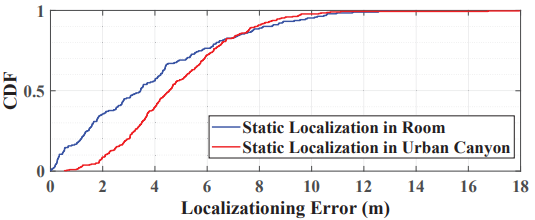 1
0.5
0
CDF
Static Localization in Room
Static Localization in Urban Canyon
0 2 4 6 8 10 12 14 16 18
Localizationing Error (m)